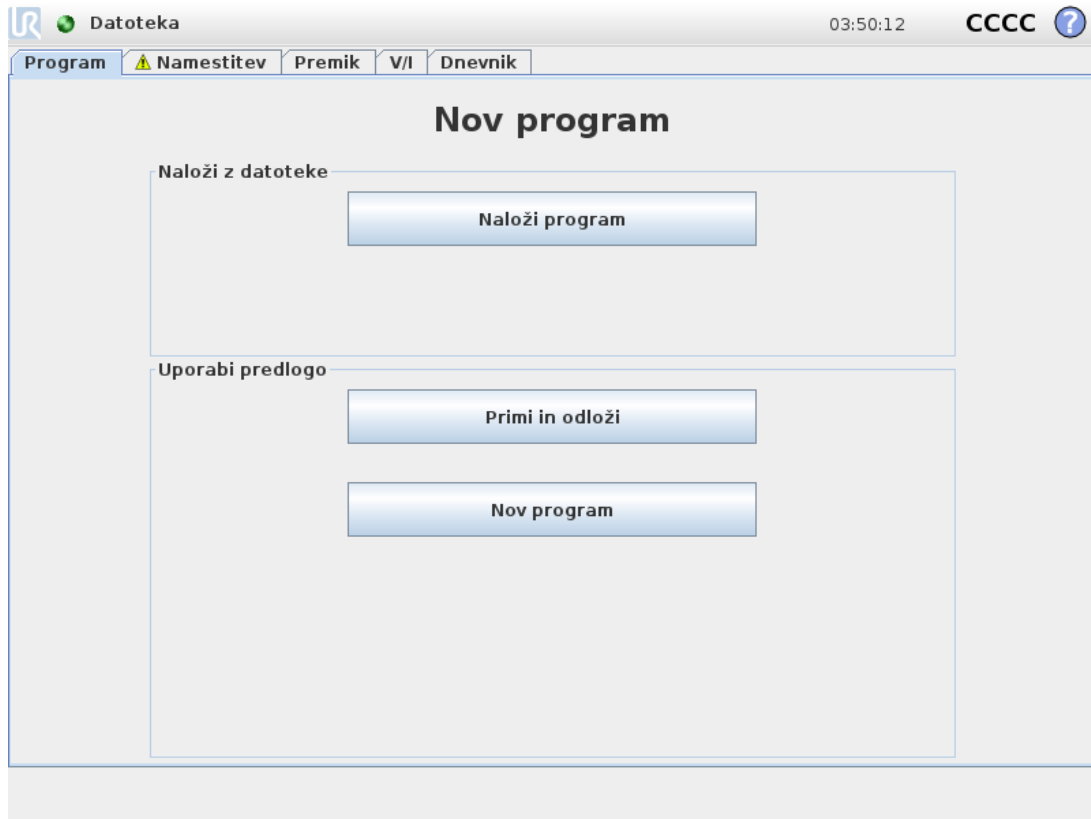 UR Datoteka 03:50:12 CCCC ?
Program Namestitev Premik V/I Dnevnik
Nov program
Naloži z datoteke
Naloži program
Uporabi predlogo
Primi in odloži
Nov program